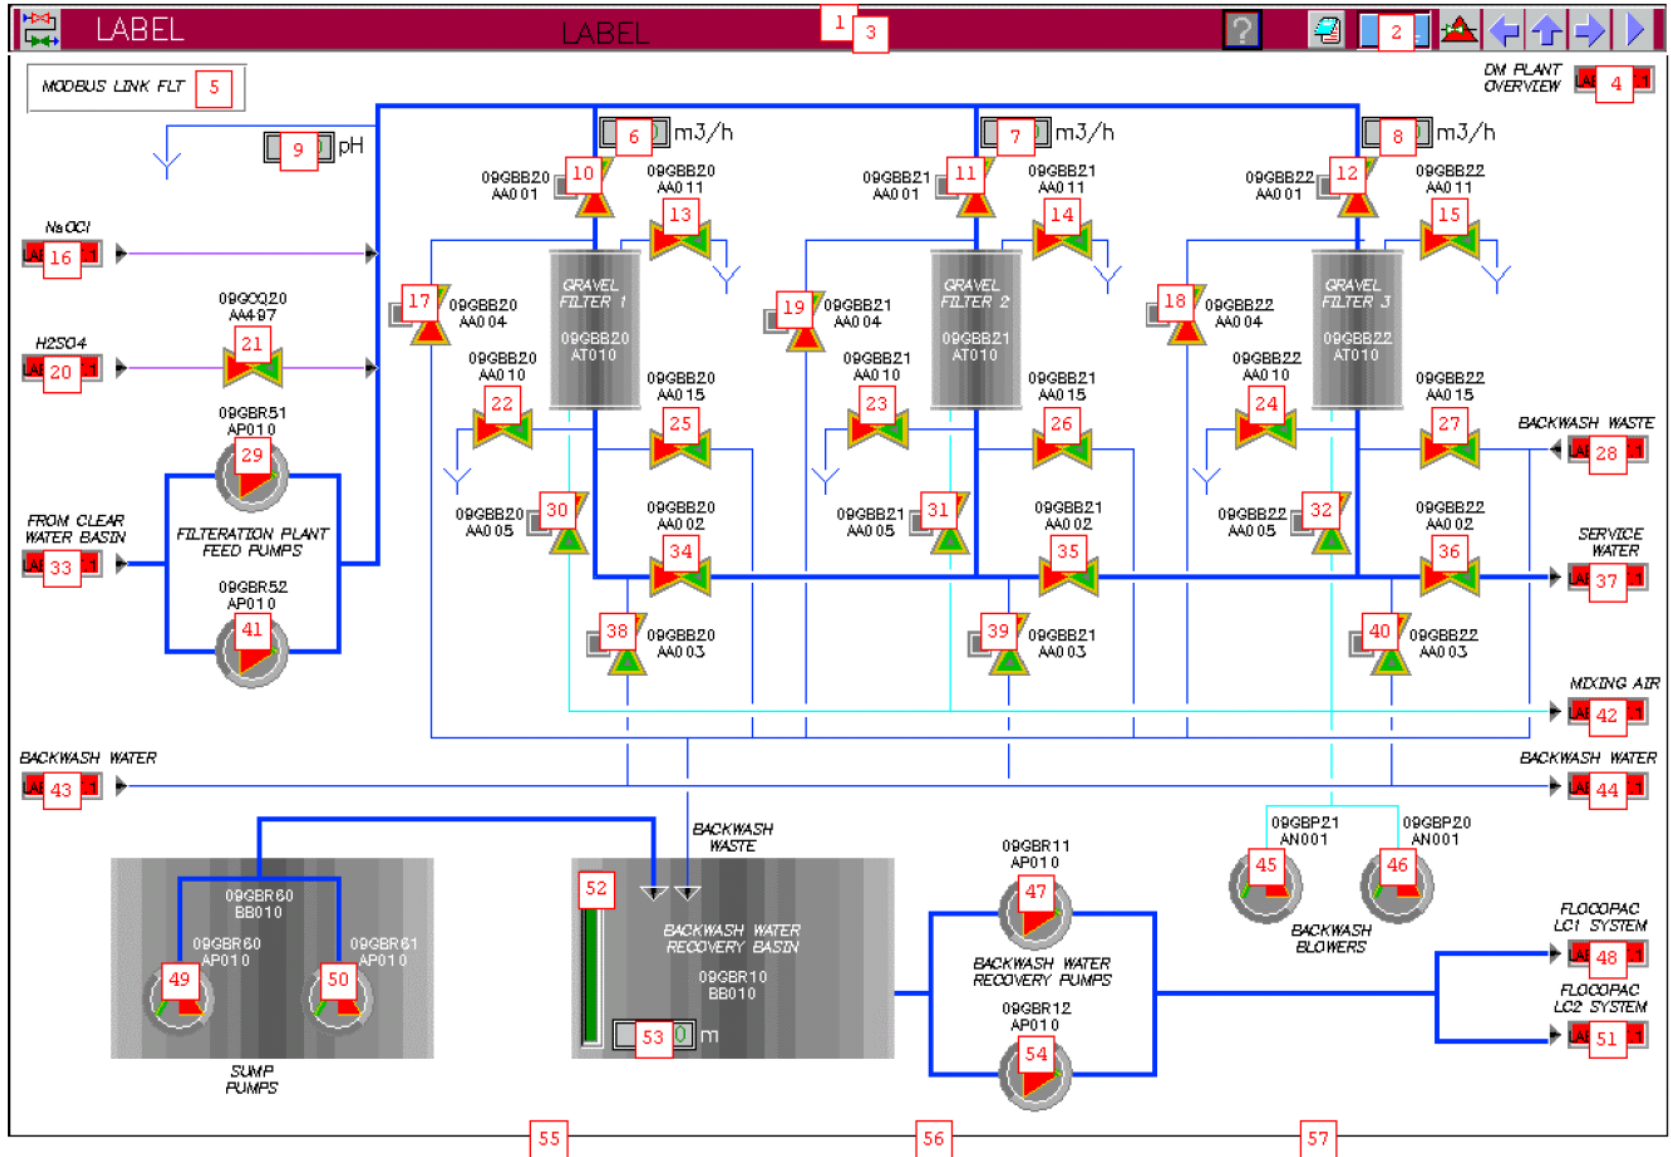 LABEL
LABEL
1
3
?
2
MODBUS LINK FLT
5
DM PLANT
OVERVIEW
4
9
pH
6
m3/h
7
m3/h
8
m3/h
09GBB20
AA001
10
09GBB20
AA011
13
09GBB21
AA001
11
09GBB21
AA011
14
09GBB22
AA001
12
09GBB22
AA011
15
NaOCl
16
09GCQ20
AA497
21
H2SO4
20
17
09GBB20
AA004
GRAVEL
FILTER 1
09GBB20
AT010
19
09GBB21
AA004
GRAVEL
FILTER 2
09GBB21
AT010
18
09GBB22
AA004
GRAVEL
FILTER 3
09GBB22
AT010
09GBB20
AA010
22
09GBB20
AA015
25
09GBB21
AA010
23
09GBB21
AA015
26
09GBB22
AA010
24
09GBB22
AA015
27
BACKWASH WASTE
28
09GBR51
AP010
29
FROM CLEAR
WATER BASIN
33
FILTERATION PLANT
FEED PUMPS
09GBR52
AP010
41
09GBB20
AA005
30
09GBB20
AA002
34
09GBB21
AA005
31
09GBB21
AA002
35
09GBB22
AA005
32
09GBB22
AA002
36
SERVICE
WATER
37
38
09GBB20
AA003
39
09GBB21
AA003
40
09GBB22
AA003
MIXING AIR
42
BACKWASH WATER
43
BACKWASH WATER
44
BACKWASH
WASTE
09GBR60
BB010
09GBR60
AP010
49
09GBR61
AP010
50
SUMP
PUMPS
52
BACKWASH WATER
RECOVERY BASIN
09GBR10
BB010
53
0
m
09GBR11
AP010
47
BACKWASH WATER
RECOVERY PUMPS
09GBR12
AP010
54
09GBP21
AN001
45
09GBP20
AN001
46
BACKWASH
BLOWERS
FLOCOPAC
LC1 SYSTEM
48
FLOCOPAC
LC2 SYSTEM
51
55
56
57